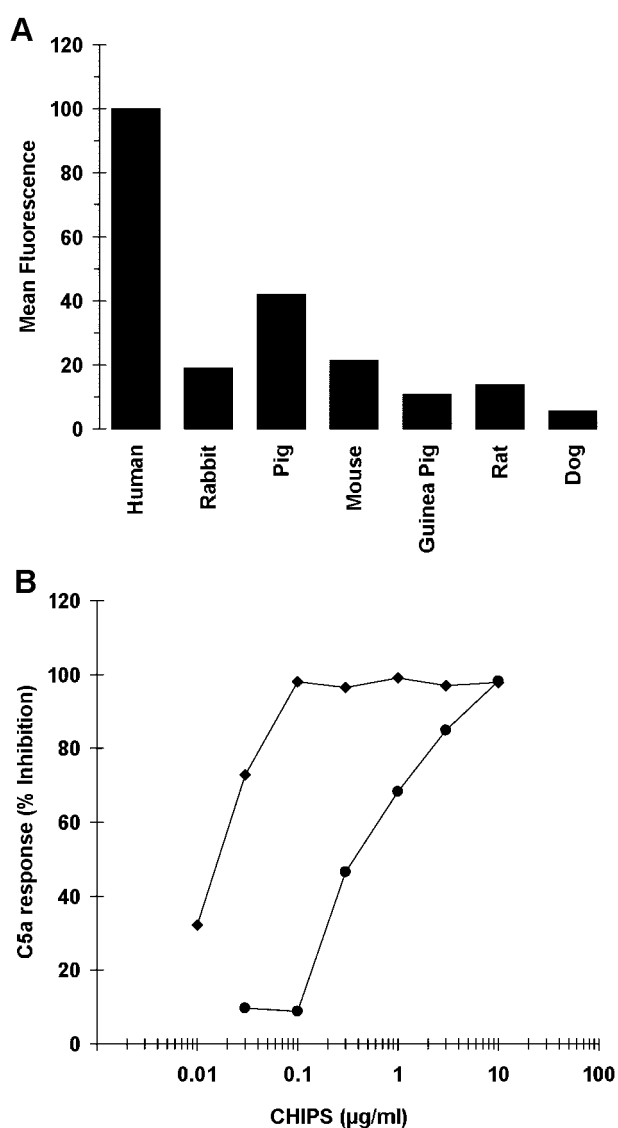 A
120
100
80
60
40
20
0
Mean Fluorescence
Human
Rabbit
Pig
Mouse
Guinea Pig
Rat
Dog
B
120
100
80
60
40
20
0
C5a response (% Inhibition)
0.01
0.1
1
10
100
CHIPS (µg/ml)